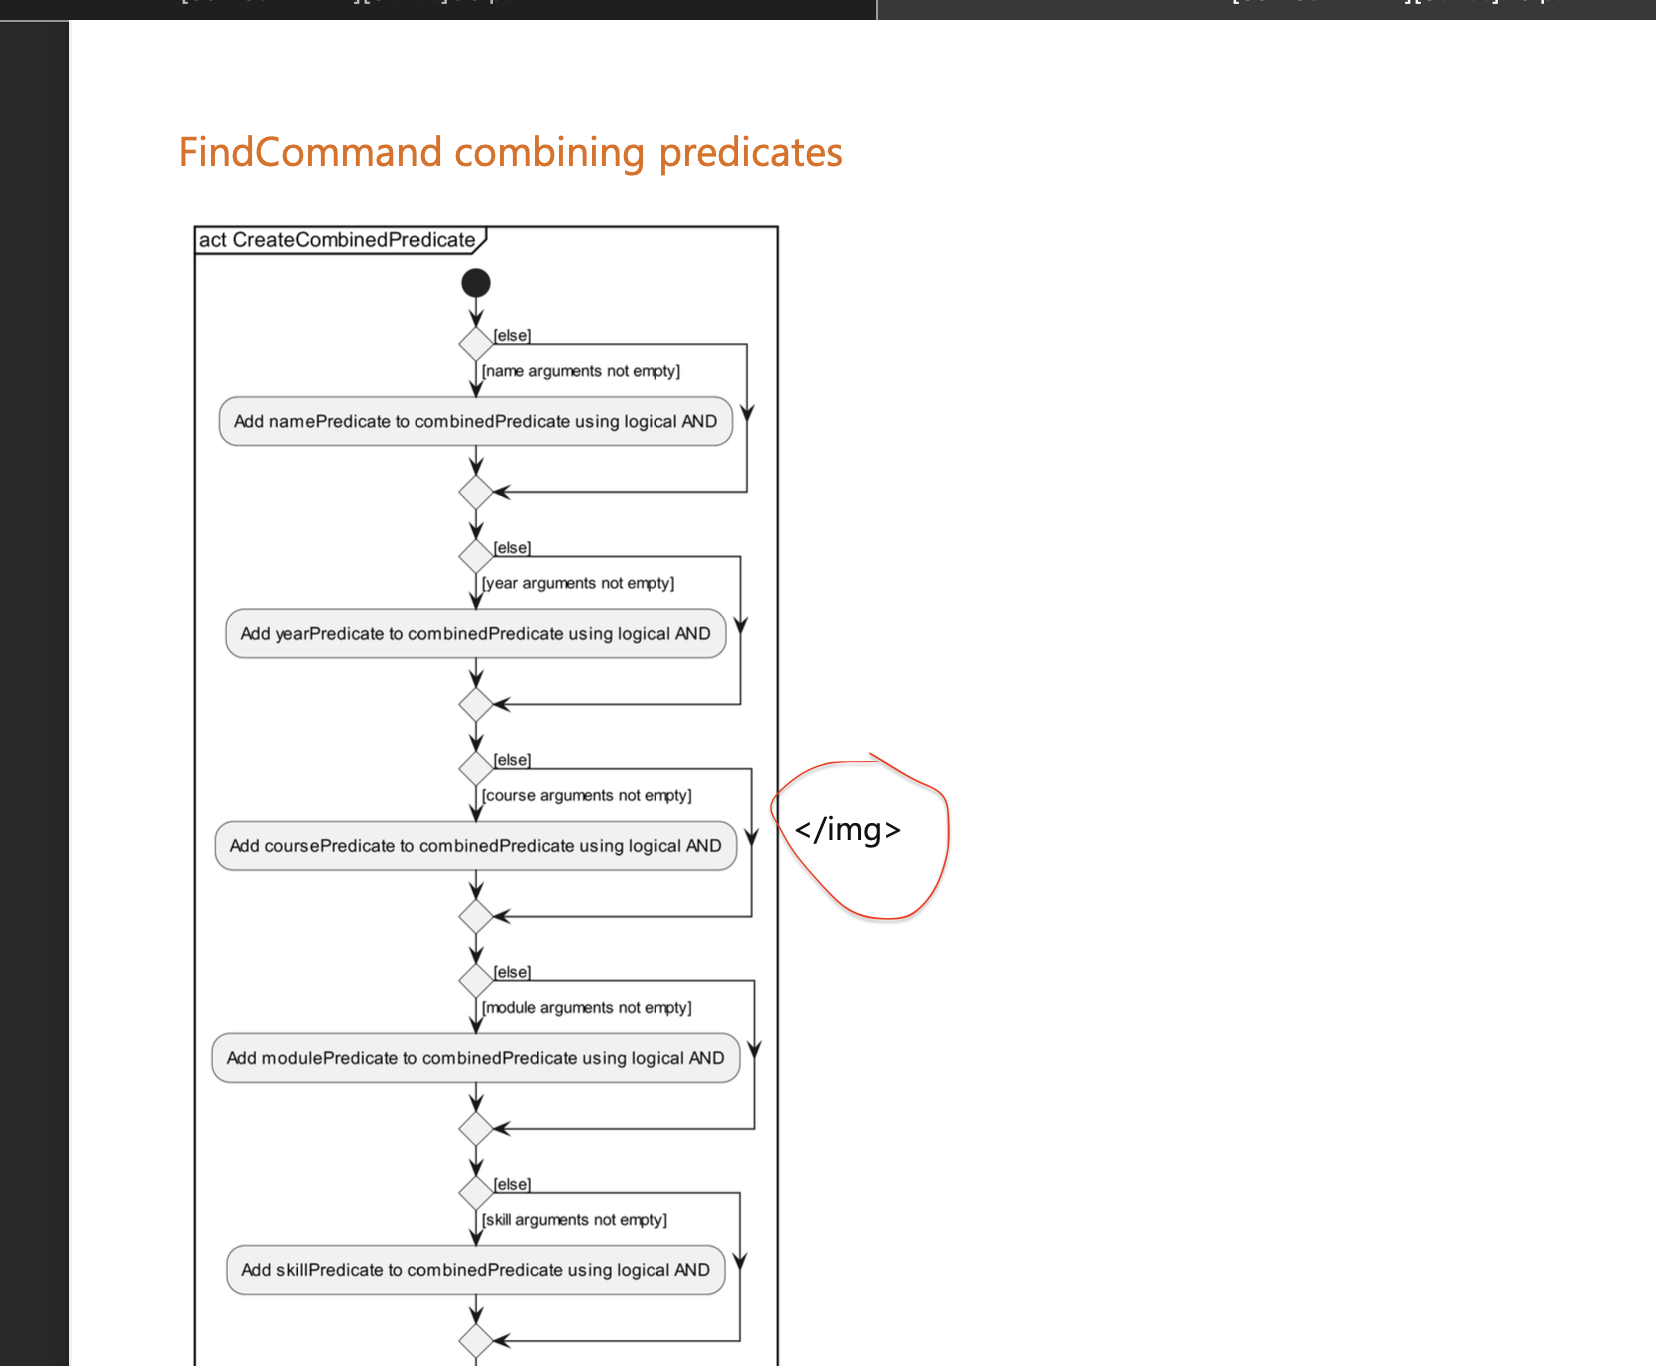 FindCommand combining predicates
act CreateCombinedPredicate
[else]
[name arguments not empty]
Add namePredicate to combinedPredicate using logical AND
[else]
[year arguments not empty]
Add yearPredicate to combinedPredicate using logical AND
[else]
[course arguments not empty]
</img>
Add coursePredicate to combinedPredicate using logical AND
[else]
[module arguments not empty]
Add modulePredicate to combinedPredicate using logical AND
[else]
[skill arguments not empty]
Add skillPredicate to combinedPredicate using logical AND